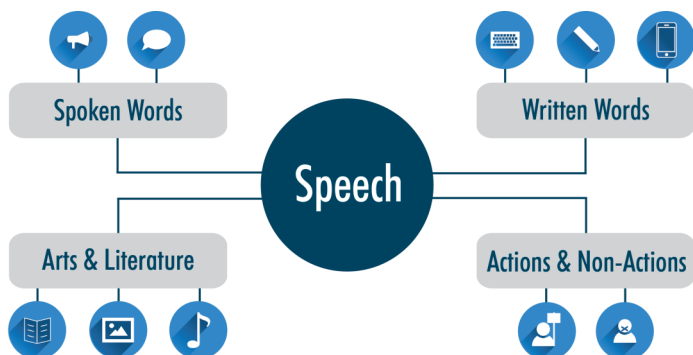 Spoken Words
Written Words
Speech
Arts & Literature
Actions & Non-Actions